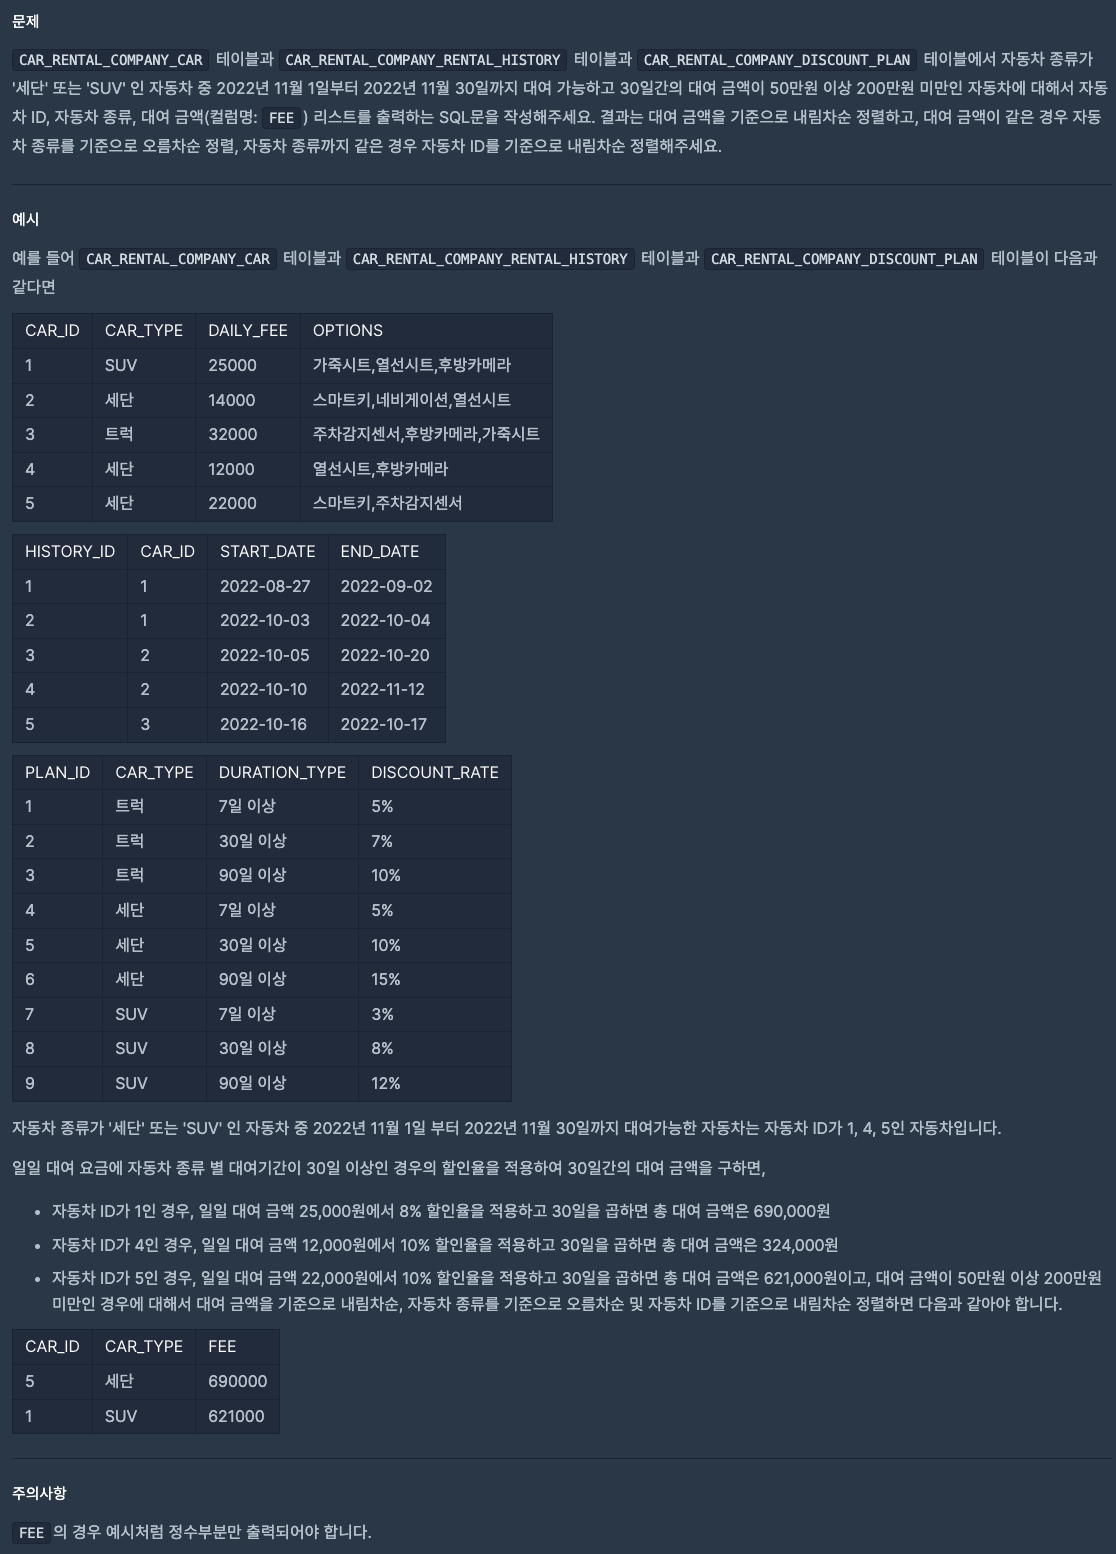 문제
CAR_RENTAL_COMPANY_CAR 테이블과 CAR_RENTAL_COMPANY_RENTAL_HISTORY 테이블과 CAR_RENTAL_COMPANY_DISCOUNT_PLAN 테이블에서 자동차 종류가
'세단' 또는 'SUV' 인 자동차 중 2022년 11월 1일부터 2022년 11월 30일까지 대여 가능하고 30일간의 대여 금액이 50만원 이상 200만원 미만인 자동차에 대해서 자동
차 ID, 자동차 종류, 대여 금액(컬럼명: FEE ) 리스트를 출력하는 SQL문을 작성해주세요. 결과는 대여 금액을 기준으로 내림차순 정렬하고, 대여 금액이 같은 경우 자동
차 종류를 기준으로 오름차순 정렬, 자동차 종류까지 같은 경우 자동차 ID를 기준으로 내림차순 정렬해주세요.
예시
예를 들어 CAR_RENTAL_COMPANY_CAR 테이블과 CAR_RENTAL_COMPANY_RENTAL_HISTORY 테이블과 CAR_RENTAL_COMPANY_DISCOUNT_PLAN 테이블이 다음과
같다면
CAR_ID CAR_TYPE DAILY_FEE OPTIONS
1 SUV 25000 가죽시트,열선시트,후방카메라
2 세단 14000 스마트키,네비게이션,열선시트
3 트럭 32000 주차감지센서,후방카메라,가죽시트
4 세단 12000 열선시트,후방카메라
5 세단 22000 스마트키,주차감지센서
HISTORY_ID CAR_ID START_DATE END_DATE
1 1 2022-08-27 2022-09-02
2 1 2022-10-03 2022-10-04
3 2 2022-10-05 2022-10-20
4 2 2022-10-10 2022-11-12
5 3 2022-10-16 2022-10-17
PLAN_ID CAR_TYPE DURATION_TYPE DISCOUNT_RATE
1 트럭 7일 이상 5%
2 트럭 30일 이상 7%
3 트럭 90일 이상 10%
4 세단 7일 이상 5%
5 세단 30일 이상 10%
6 세단 90일 이상 15%
7 SUV 7일 이상 3%
8 SUV 30일 이상 8%
9 SUV 90일 이상 12%
자동차 종류가 '세단' 또는 'SUV' 인 자동차 중 2022년 11월 1일 부터 2022년 11월 30일까지 대여가능한 자동차는 자동차 ID가 1, 4, 5인 자동차입니다.
일일 대여 요금에 자동차 종류 별 대여기간이 30일 이상인 경우의 할인율을 적용하여 30일간의 대여 금액을 구하면,
• 자동차 ID가 1인 경우, 일일 대여 금액 25,000원에서 8% 할인율을 적용하고 30일을 곱하면 총 대여 금액은 690,000원
• 자동차 ID가 4인 경우, 일일 대여 금액 12,000원에서 10% 할인율을 적용하고 30일을 곱하면 총 대여 금액은 324,000원
• 자동차 ID가 5인 경우, 일일 대여 금액 22,000원에서 10% 할인율을 적용하고 30일을 곱하면 총 대여 금액은 621,000원이고, 대여 금액이 50만원 이상 200만원
미만인 경우에 대해서 대여 금액을 기준으로 내림차순, 자동차 종류를 기준으로 오름차순 및 자동차 ID를 기준으로 내림차순 정렬하면 다음과 같아야 합니다.
CAR_ID CAR_TYPE FEE
5 세단 690000
1 SUV 621000
주의사항
FEE 의 경우 예시처럼 정수부분만 출력되어야 합니다.